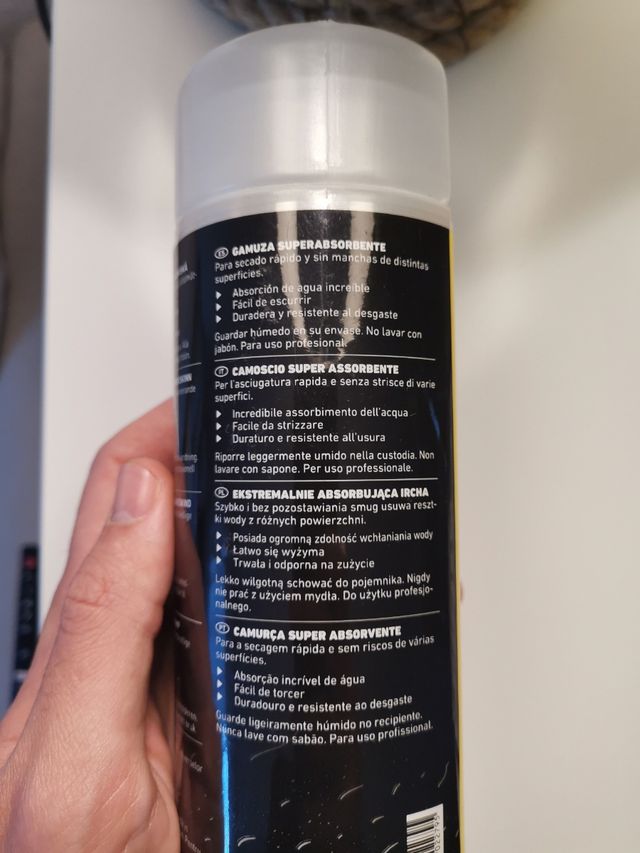 ES GAMUZA SUPERABSORBENTE
Para secado rápido y sin manchas de distintas
superficies.
Absorción de agua increible
Fácil de escurrir
Duradera y resistente al desgaste
Guardar húmedo en su envase. No lavar con
jabón. Para uso profesional.
IT CAMOSCIO SUPER ASSORBENTE
Per l'asciugatura rapida e senza strisce di varie
superfici.
Incredibile assorbimento dell'acqua
Facile da strizzare
Duraturo e resistente all'usura
Riporre leggermente umido nella custodia. Non
lavare con sapone. Per uso professionale.
PL EKSTREMALNIE ABSORBUJĄCA IRCHA
Szybko i bez pozostawiania smug usuwa reszt-
ki wody z różnych powierzchni.
Posiada ogromną zdolność wchłaniania wody
Łatwo się wyżyma
Trwała i odporna na zużycie
Lekko wilgotną schować do pojemnika. Nigdy
nie prać z użyciem mydła. Do użytku profesjo-
nalnego.
PT CAMURÇA SUPER ABSORVENTE
Para a secagem rápida e sem riscos de várias
superfícies.
Absorção incrível de água
Fácil de torcer
Duradouro e resistente ao desgaste
Guarde ligeiramente húmido no recipiente.
Nunca lave com sabão. Para uso profissional.